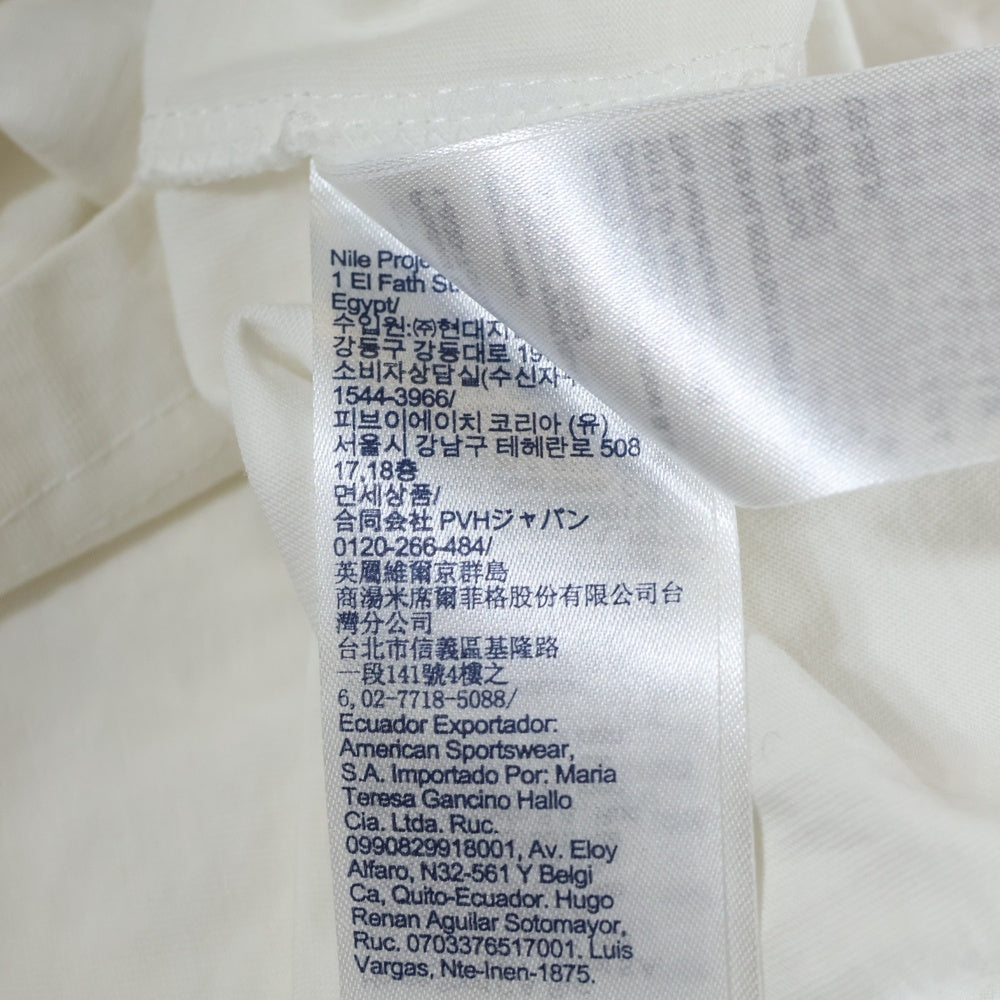 Nile
1 El Fath
Egypt/
수입원:㈜현대지
강동구 강동대로
소비자상담실(수신자
1544-3966/
피브이에이치 코리아 (유)
서울시 강남구 테헤란로 508
17,18층
면세상품/
合同会社 PVHジャパン
0120-266-484/
英屬維爾京群島
商湯米席爾菲格股份有限公司台
灣分公司
台北市信義區基隆路
一段141號4樓之
6, 02-7718-5088/
Ecuador Exportador:
American Sportswear,
S.A. Importado Por: Maria
Teresa Gancino Hallo
Cia. Ltda. Ruc.
0990829918001, Av. Eloy
Alfaro, N32-561 Y Belgi
Ca, Quito-Ecuador. Hugo
Renan Aguilar Sotomayor,
Ruc. 0703376517001. Luis
Vargas, Nte-Inen-1875.